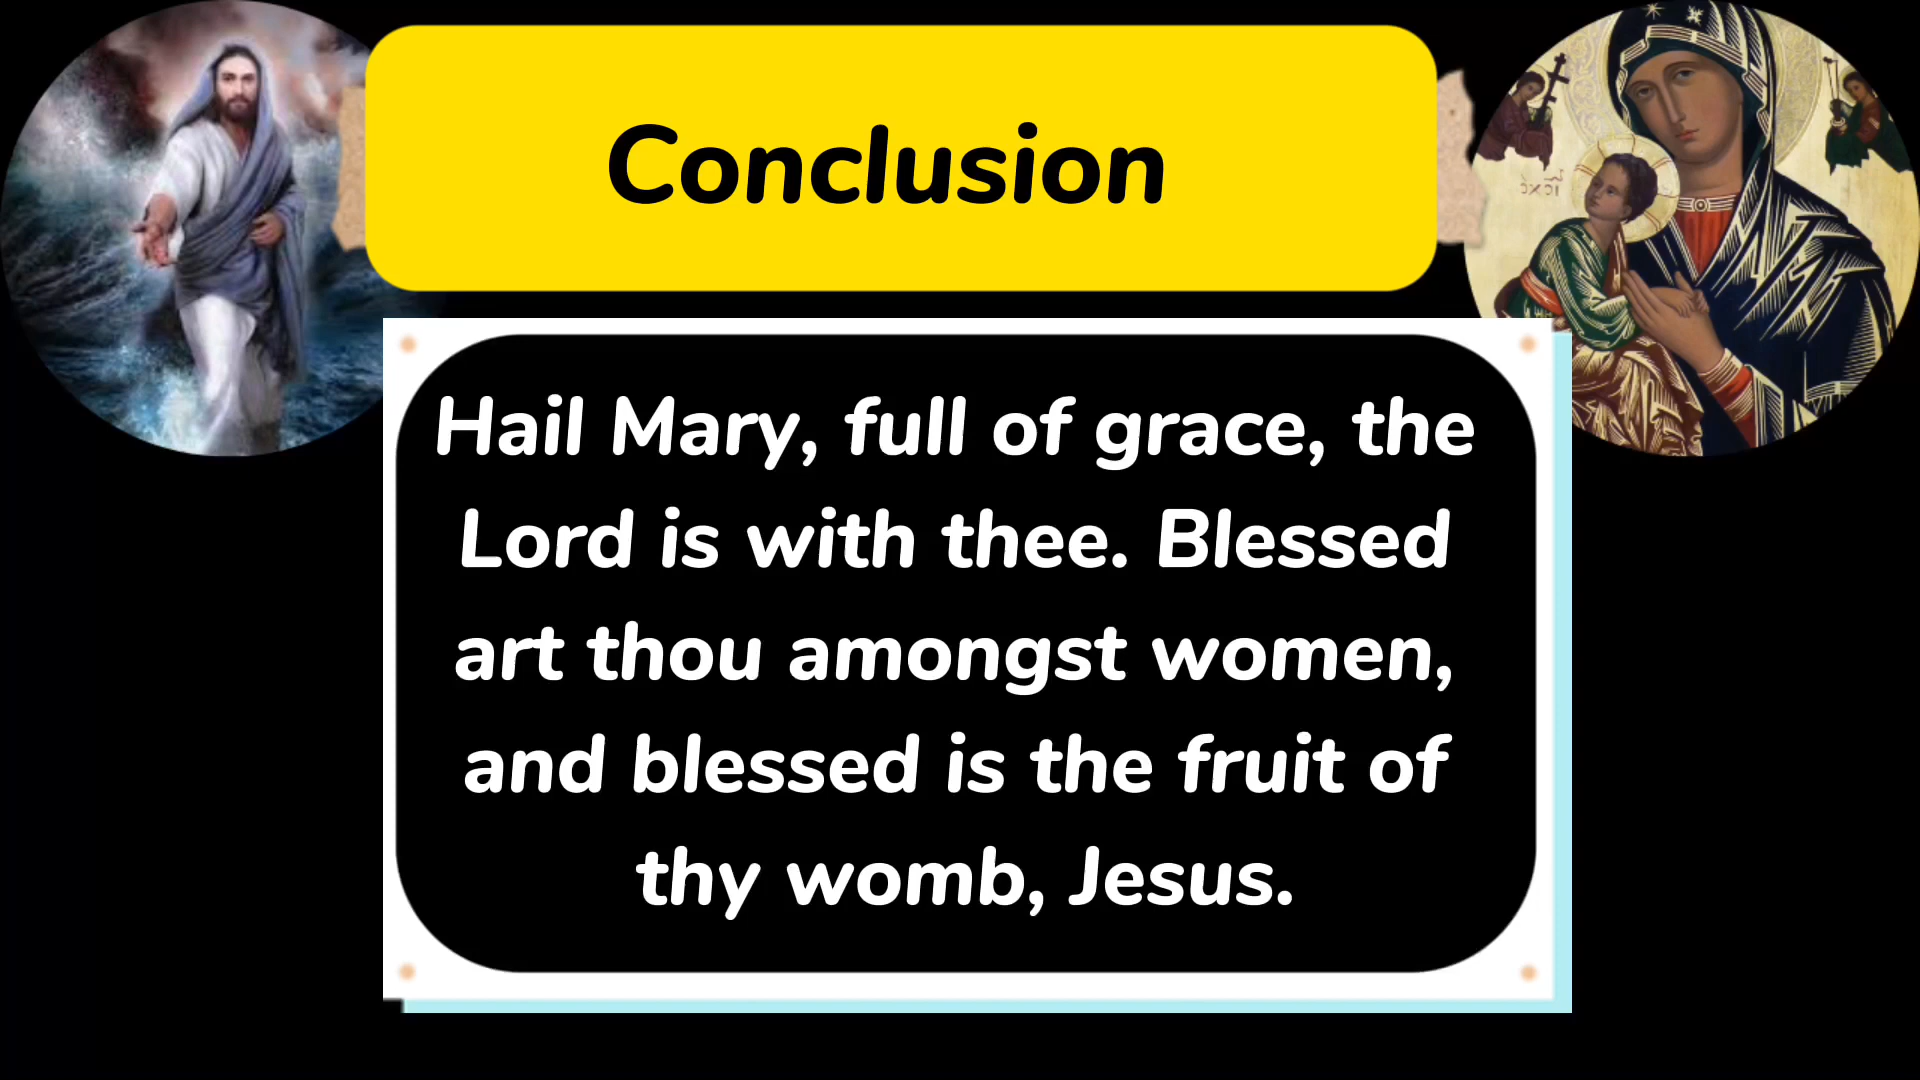 Conclusion
Hail Mary, full of grace, the
Lord is with thee. Blessed
art thou amongst women,
and blessed is the fruit of
thy womb, Jesus.